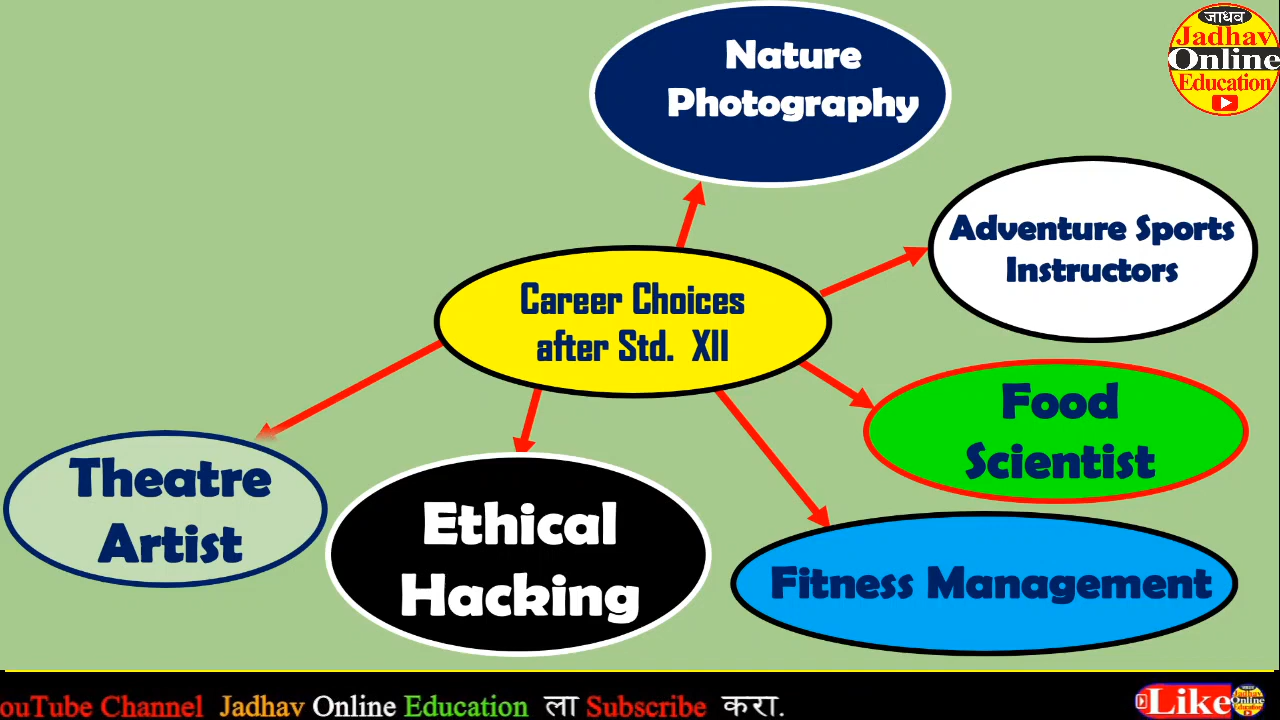 Nature
Photography
जाधव
Jadhav
Online
Education
Adventure Sports
Instructors
Career Choices
after Std. XII
Food
Scientist
Theatre
Artist
Ethical
Hacking
Fitness Management
ouTube Channel Jadhav Online Education ला Subscribe करा.
Like